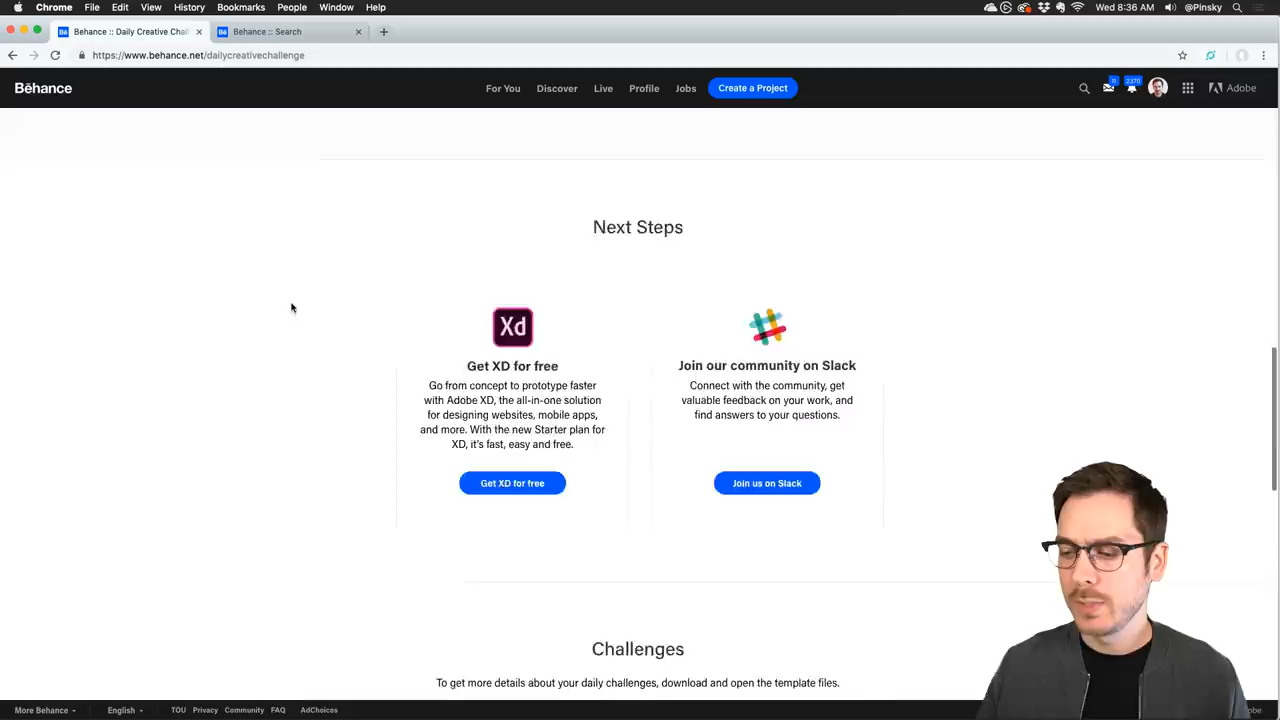 Chrome File Edit View History Bookmarks People Window Help Wed 8:36 AM @Pinsky
Bē Behance :: Daily Creative Chal Bē Behance :: Search
https://www.behance.net/dailycreativechallenge
Bēhance For You Discover Live Profile Jobs Create a Project 11 2370 Adobe
Next Steps
Xd
Get XD for free
Go from concept to prototype faster
with Adobe XD, the all-in-one solution
for designing websites, mobile apps,
and more. With the new Starter plan for
XD, it's fast, easy and free.
Get XD for free
Join our community on Slack
Connect with the community, get
valuable feedback on your work, and
find answers to your questions.
Join us on Slack
Challenges
To get more details about your daily challenges, download and open the template files.
More Behance English TOU Privacy Community FAQ AdChoices